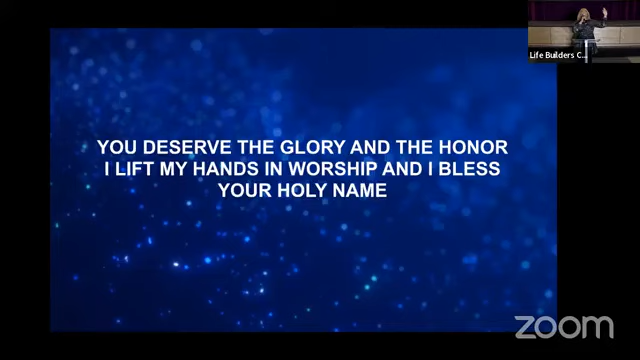 Life Builders C...
YOU DESERVE THE GLORY AND THE HONOR
I LIFT MY HANDS IN WORSHIP AND I BLESS
YOUR HOLY NAME
zoom